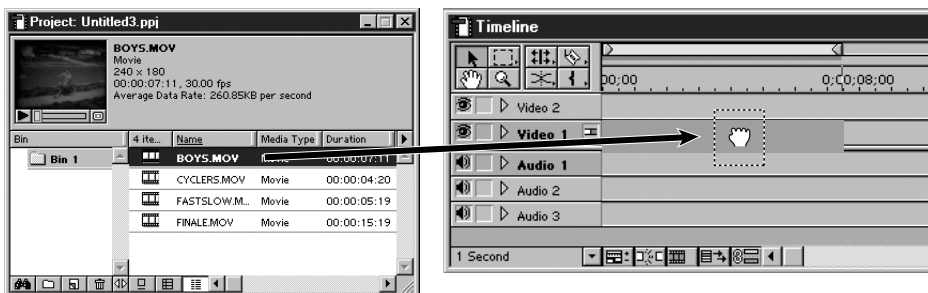 Project: Untitled3.ppj
BOYS.MOV
Movie
240 × 180
00:00:07:11, 30.00 fps
Average Data Rate: 260.85KB per second
Bin
4 ite... Name Media Type Duration
Bin 1
BOYS.MOV Movie 00:00:07:11
CYCLERS.MOV Movie 00:00:04:20
FASTSLOW.M... Movie 00:00:05:19
FINALE.MOV Movie 00:00:15:19
Timeline
00;00 0;00;08;00
Video 2
Video 1
Audio 1
Audio 2
Audio 3
1 Second